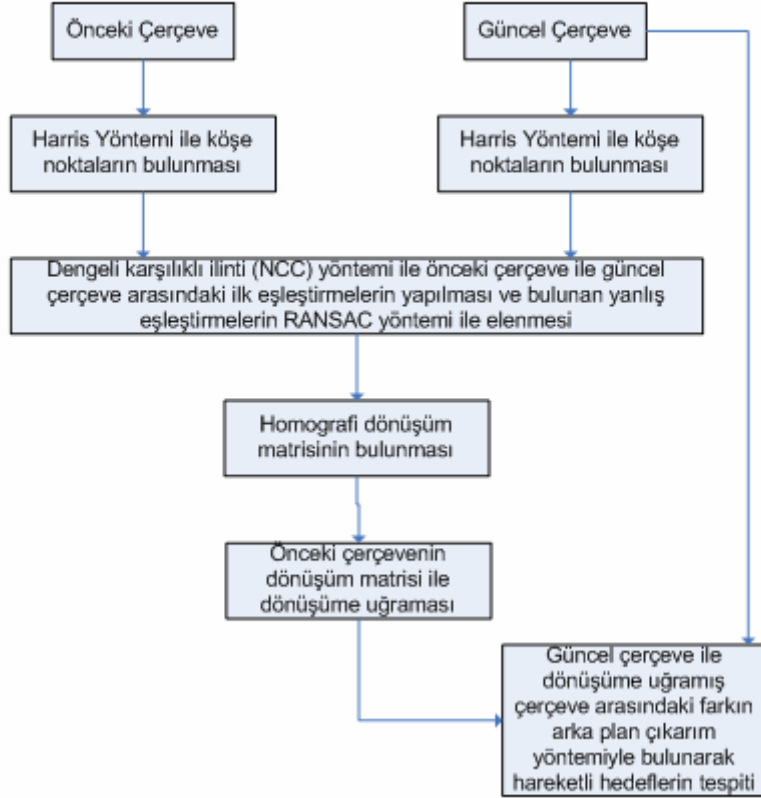 Önceki Çerçeve
Güncel Çerçeve
Harris Yöntemi ile köşe
noktaların bulunması
Harris Yöntemi ile köşe
noktaların bulunması
Dengeli karşılıklı ilinti (NCC) yöntemi ile önceki çerçeve ile güncel
çerçeve arasındaki ilk eşleştirmelerin yapılması ve bulunan yanlış
eşleştirmelerin RANSAC yöntemi ile elenmesi
Homografi dönüşüm
matrisinin bulunması
Önceki çerçevenin
dönüşüm matrisi ile
dönüşüme uğraması
Güncel çerçeve ile
dönüşüme uğramış
çerçeve arasındaki farkın
arka plan çıkarım
yöntemiyle bulunarak
hareketli hedeflerin tespiti